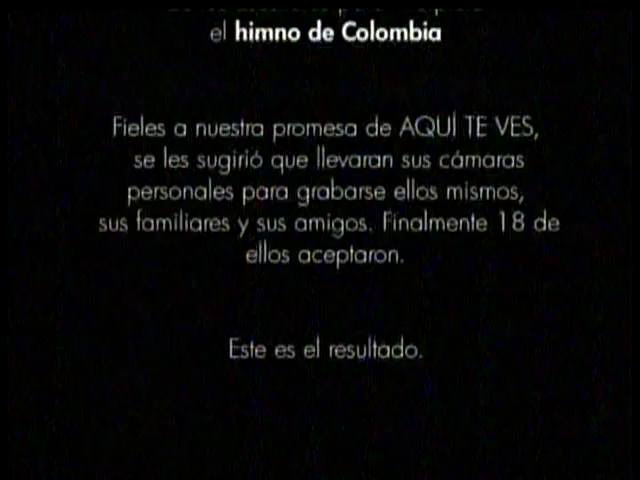 el himno de Colombia
Fieles a nuestra promesa de AQUÍ TE VES,
se les sugirió que llevaran sus cámaras
personales para grabarse ellos mismos,
sus familiares y sus amigos. Finalmente 18 de
ellos aceptaron.
Este es el resultado.